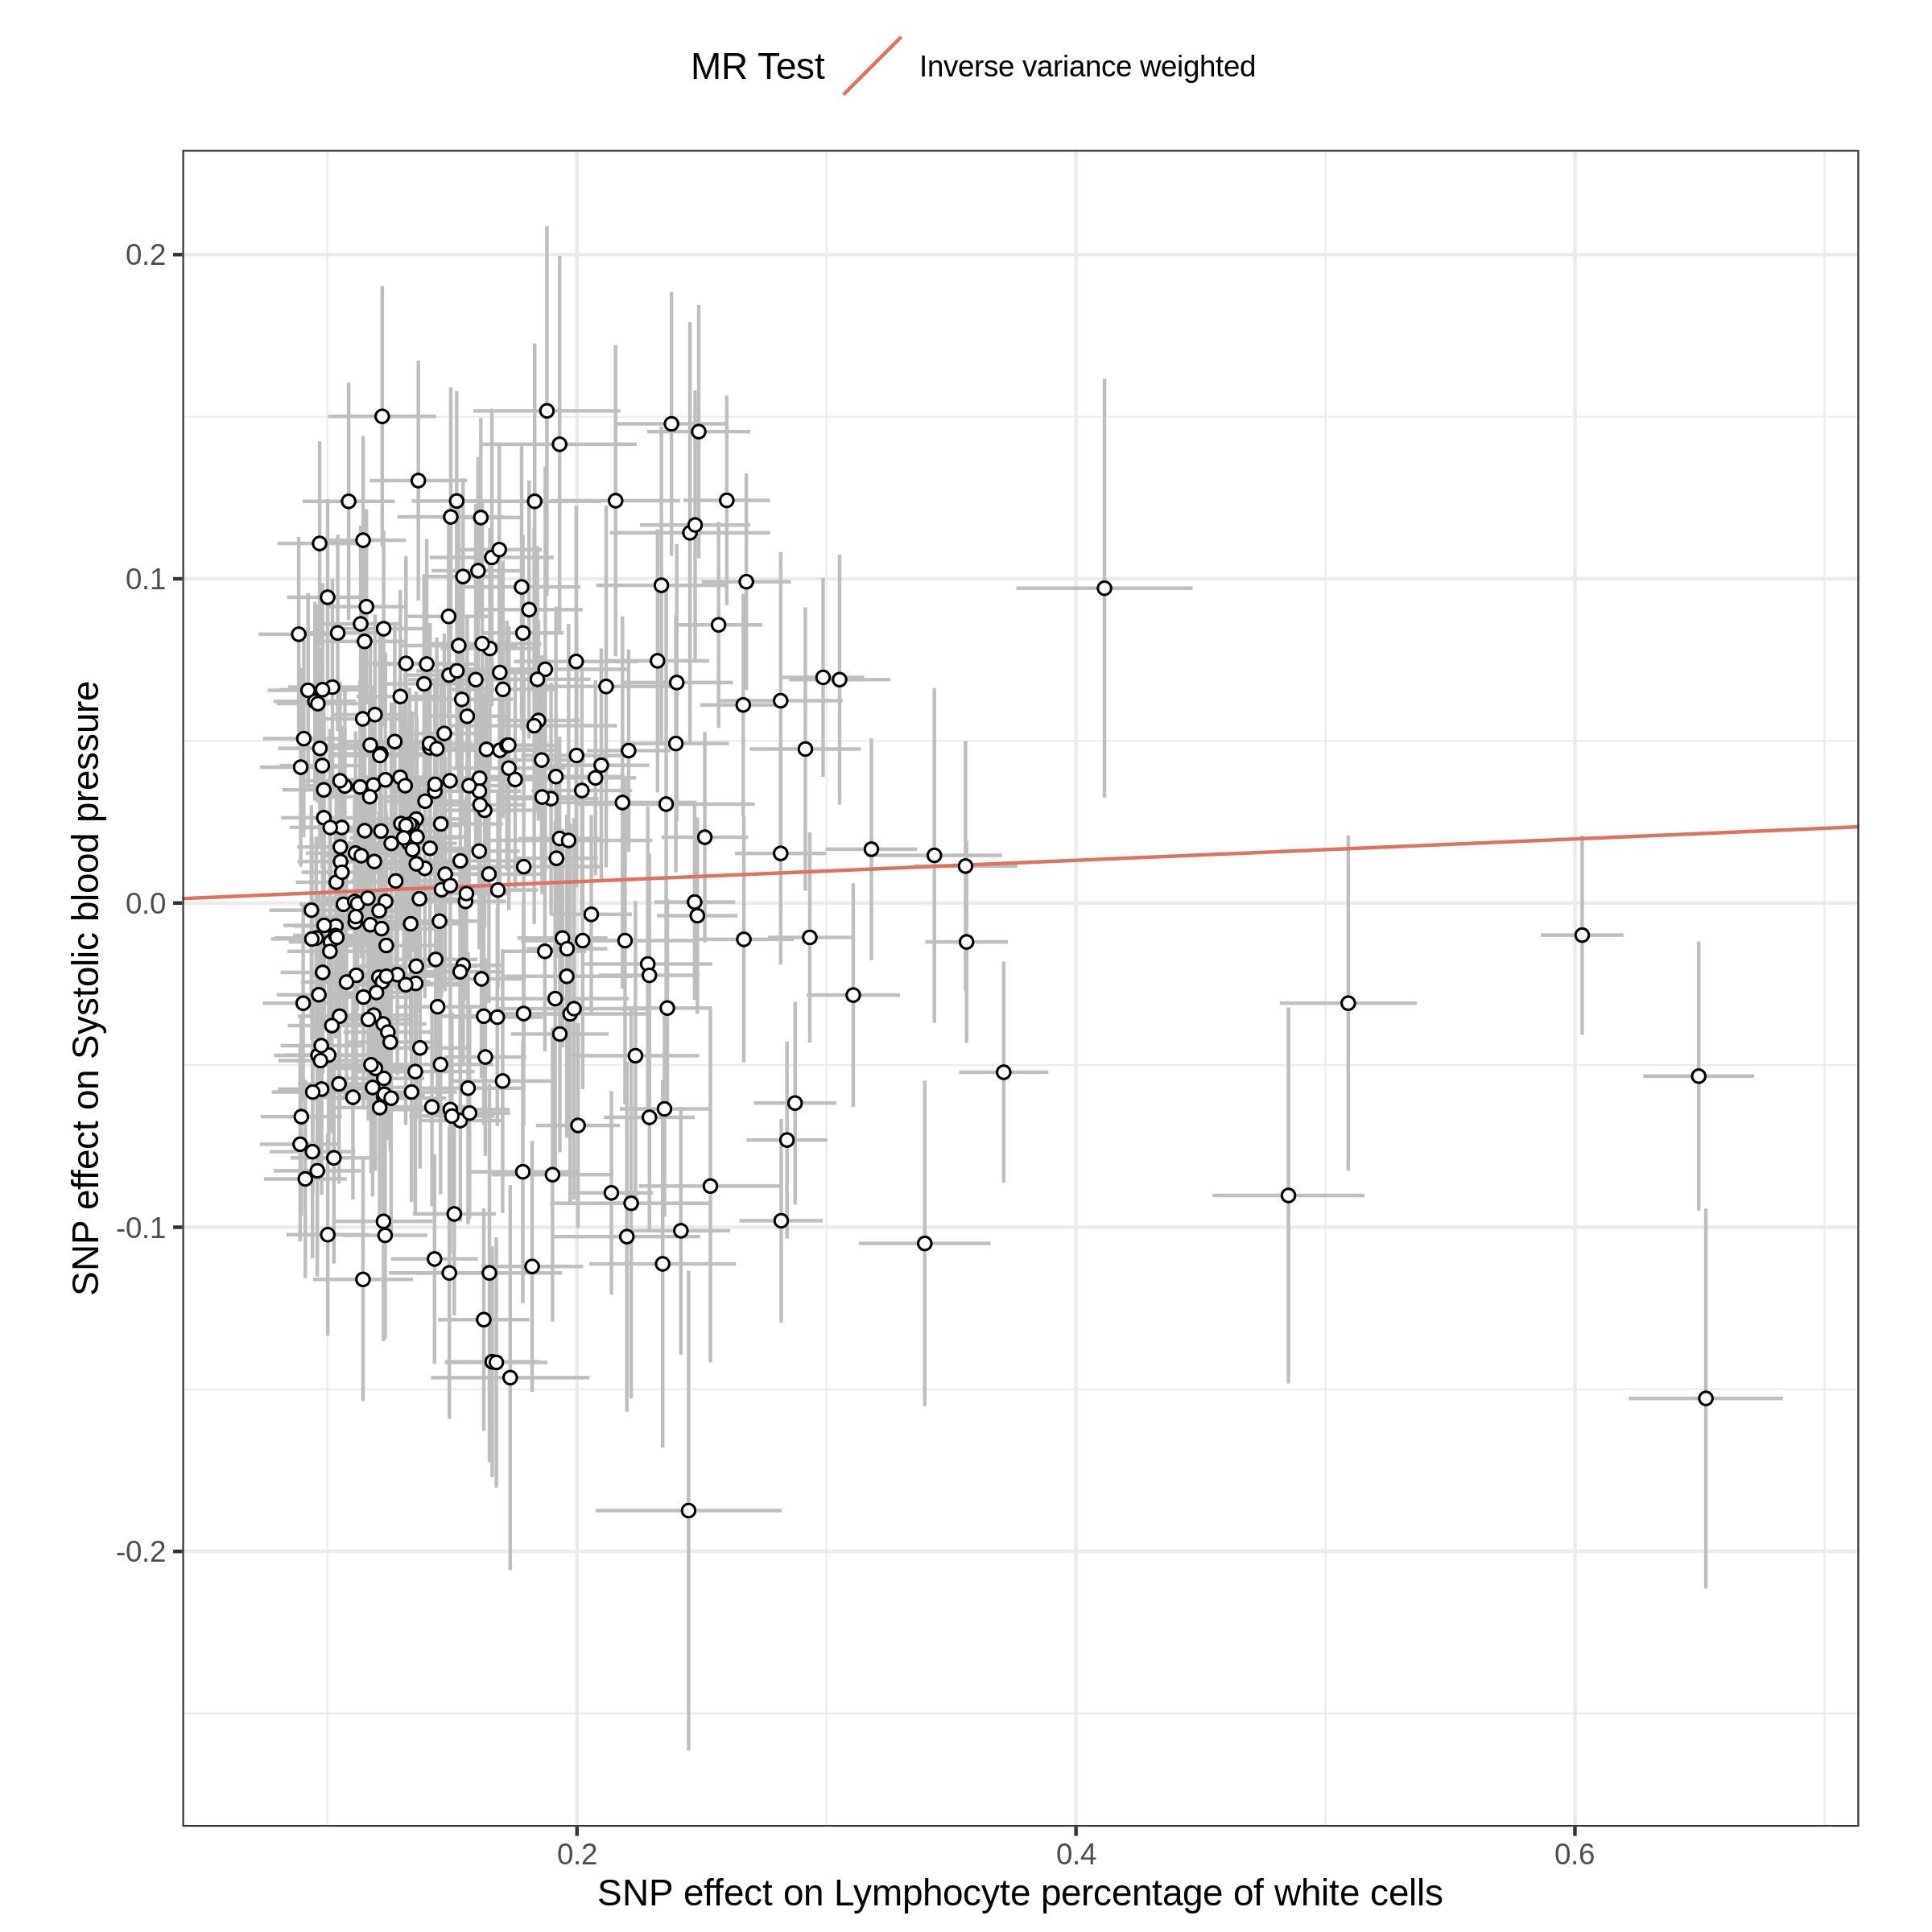 MR Test
Inverse variance weighted
SNP effect on Systolic blood pressure
0.2
0.1
0.0
-0.1
-0.2
0.2
0.4
0.6
SNP effect on Lymphocyte percentage of white cells